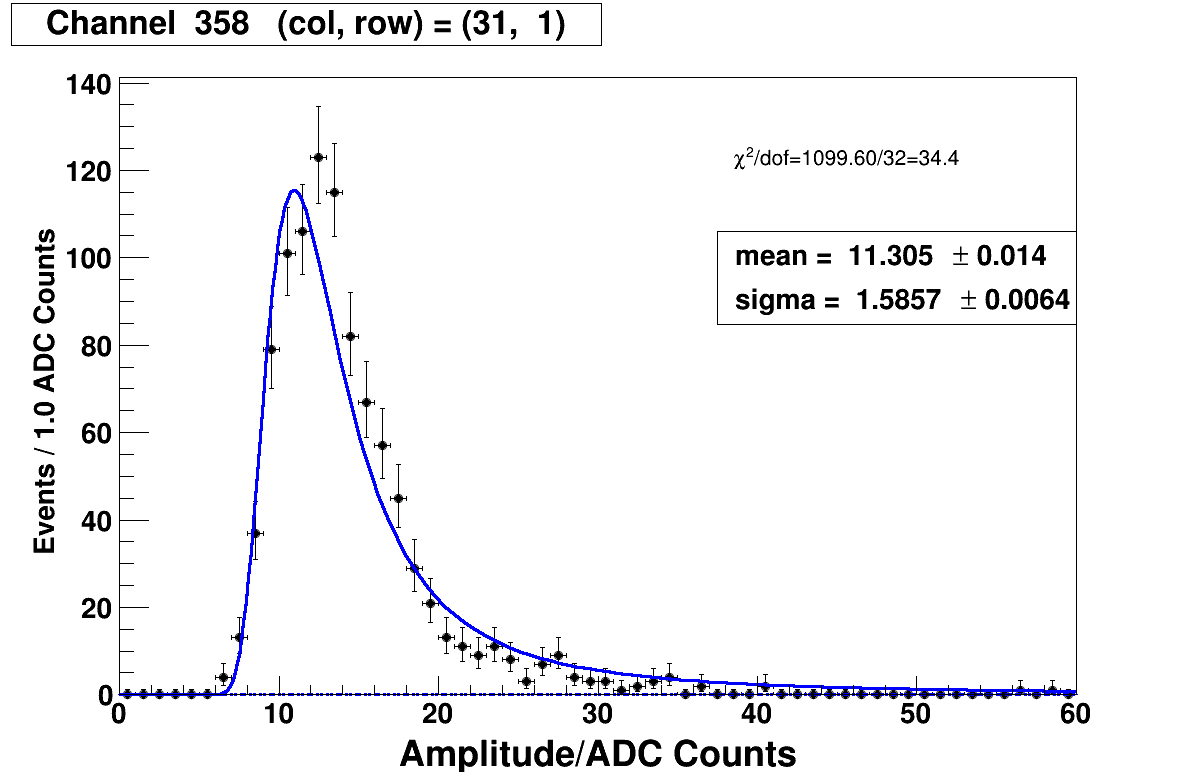 Channel 358 (col, row) = (31, 1)
140
120
100
80
60
40
20
0
Events / 1.0 ADC Counts
χ²/dof=1099.60/32=34.4
mean = 11.305 ± 0.014
sigma = 1.5857 ± 0.0064
0 10 20 30 40 50 60
Amplitude/ADC Counts